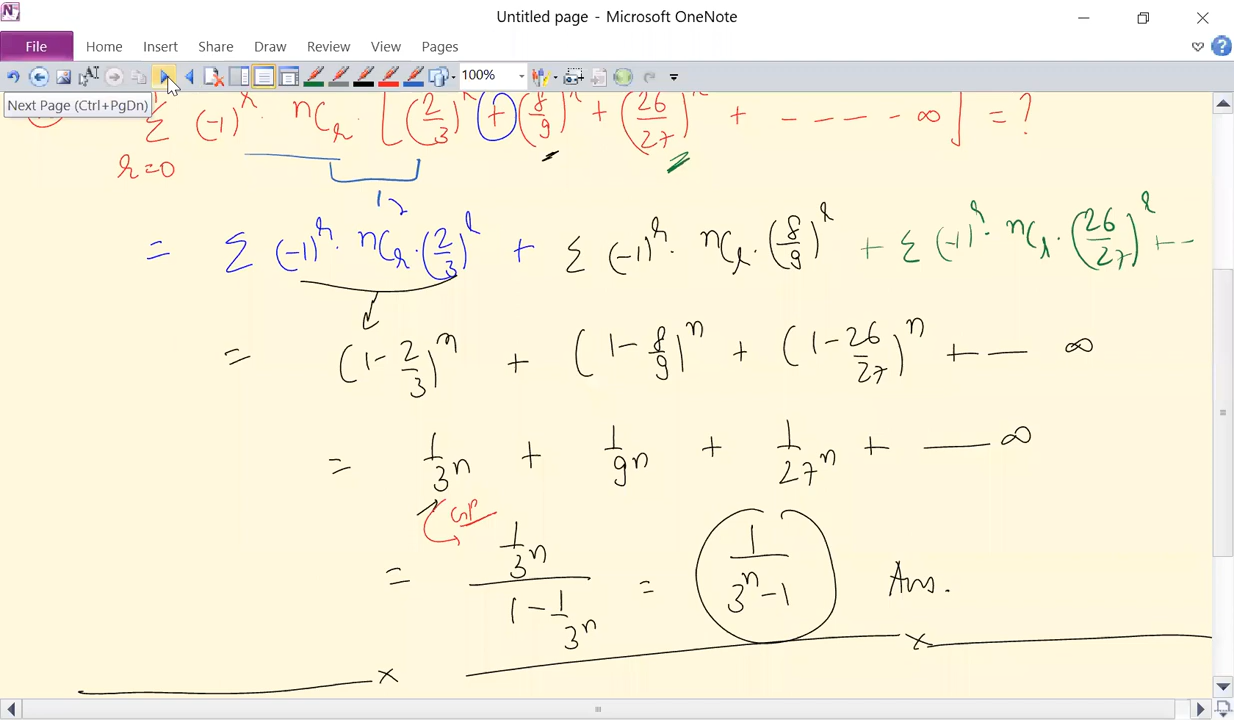 Untitled page - Microsoft OneNote
File Home Insert Share Draw Review View Pages
100%
Next Page (Ctrl+PgDn)
Σ (-1)^r · nCr · [(2/3)^r + (8/9)^r + (26/27)^r + - - - - - ∞] = ?
r=0
= Σ (-1)^r · nCr · (2/3)^r + Σ (-1)^r · nCr · (8/9)^r + Σ (-1)^r · nCr · (26/27)^r + --
= (1 - 2/3)^n + (1 - 8/9)^n + (1 - 26/27)^n + -- — ∞
= 1/3^n + 1/9^n + 1/27^n + —— ∞
GP
= (1/3^n)/(1 - 1/3^n) = 1/(3^n - 1) Ans.
x x